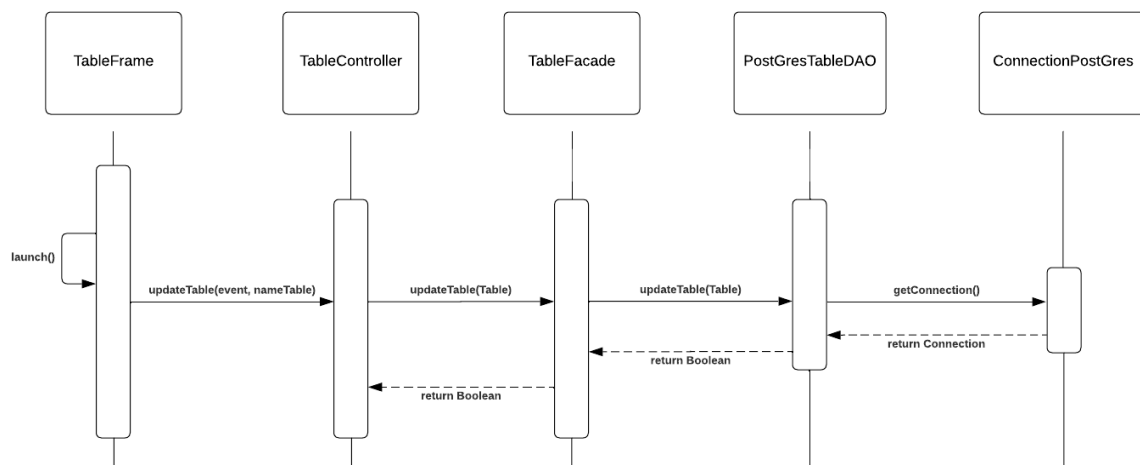 TableFrame
TableController
TableFacade
PostGresTableDAO
ConnectionPostGres
launch()
updateTable(event, nameTable)
updateTable(Table)
updateTable(Table)
getConnection()
return Connection
return Boolean
return Boolean